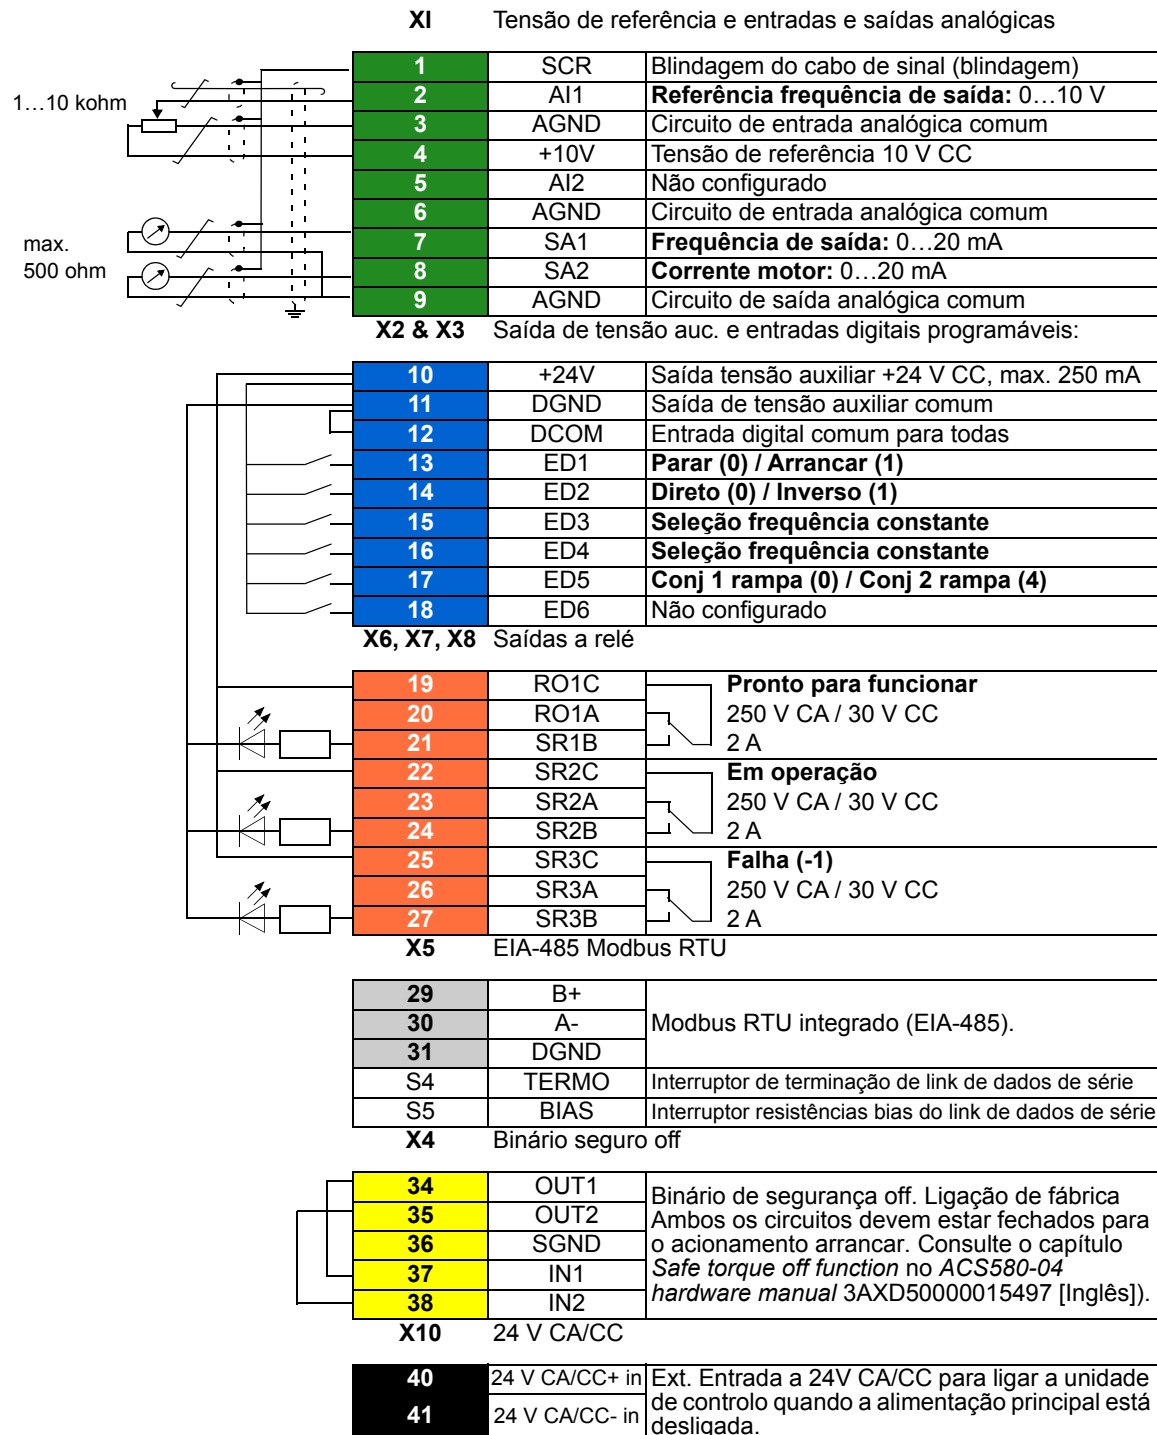 XI Tensão de referência e entradas e saídas analógicas
1 SCR Blindagem do cabo de sinal (blindagem)
1…10 kohm
2 AI1 Referência frequência de saída: 0…10 V
3 AGND Circuito de entrada analógica comum
4 +10V Tensão de referência 10 V CC
5 AI2 Não configurado
6 AGND Circuito de entrada analógica comum
max.
500 ohm
7 SA1 Frequência de saída: 0…20 mA
8 SA2 Corrente motor: 0…20 mA
9 AGND Circuito de saída analógica comum
X2 & X3 Saída de tensão auc. e entradas digitais programáveis:
10 +24V Saída tensão auxiliar +24 V CC, max. 250 mA
11 DGND Saída de tensão auxiliar comum
12 DCOM Entrada digital comum para todas
13 ED1 Parar (0) / Arrancar (1)
14 ED2 Direto (0) / Inverso (1)
15 ED3 Seleção frequência constante
16 ED4 Seleção frequência constante
17 ED5 Conj 1 rampa (0) / Conj 2 rampa (4)
18 ED6 Não configurado
X6, X7, X8 Saídas a relé
19 RO1C Pronto para funcionar
20 RO1A 250 V CA / 30 V CC
21 SR1B 2 A
22 SR2C Em operação
23 SR2A 250 V CA / 30 V CC
24 SR2B 2 A
25 SR3C Falha (-1)
26 SR3A 250 V CA / 30 V CC
27 SR3B 2 A
X5 EIA-485 Modbus RTU
29 B+
30 A- Modbus RTU integrado (EIA-485).
31 DGND
S4 TERMO Interruptor de terminação de link de dados de série
S5 BIAS Interruptor resistências bias do link de dados de série
X4 Binário seguro off
34 OUT1
35 OUT2
36 SGND
37 IN1
38 IN2
Binário de segurança off. Ligação de fábrica
Ambos os circuitos devem estar fechados para
o acionamento arrancar. Consulte o capítulo
Safe torque off function no ACS580-04
hardware manual 3AXD50000015497 [Inglês]).
X10 24 V CA/CC
40 24 V CA/CC+ in
41 24 V CA/CC- in
Ext. Entrada a 24V CA/CC para ligar a unidade
de controlo quando a alimentação principal está
desligada.